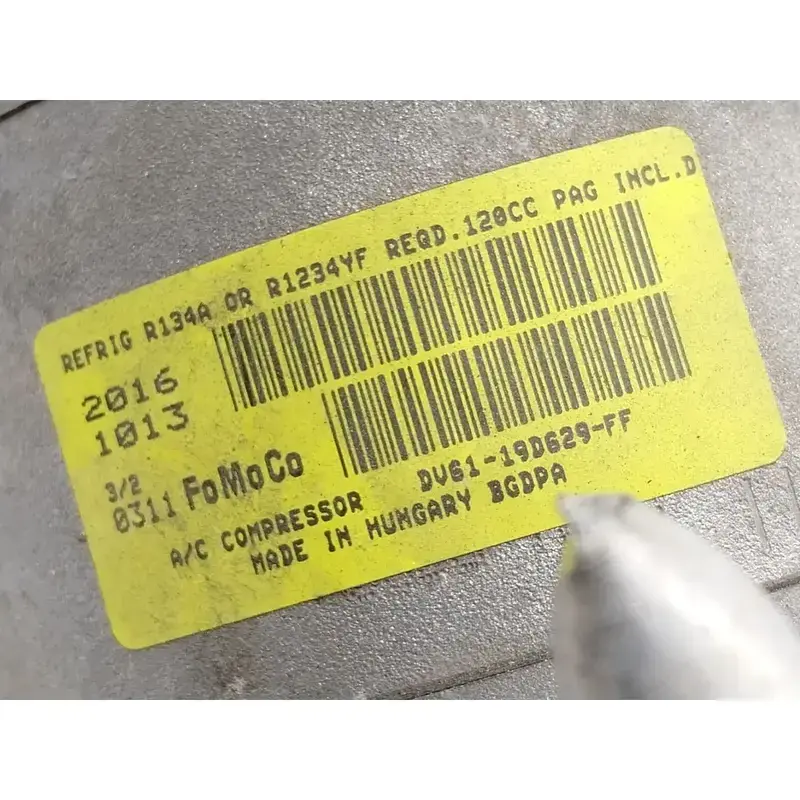 REFRIG R134A OR R1234YF REQD.120CC PAG INCL.D
2016
1013
3/2
0311 FoMoCo
A/C COMPRESSOR DV61-19D629-FF
MADE IN HUNGARY BGDPA